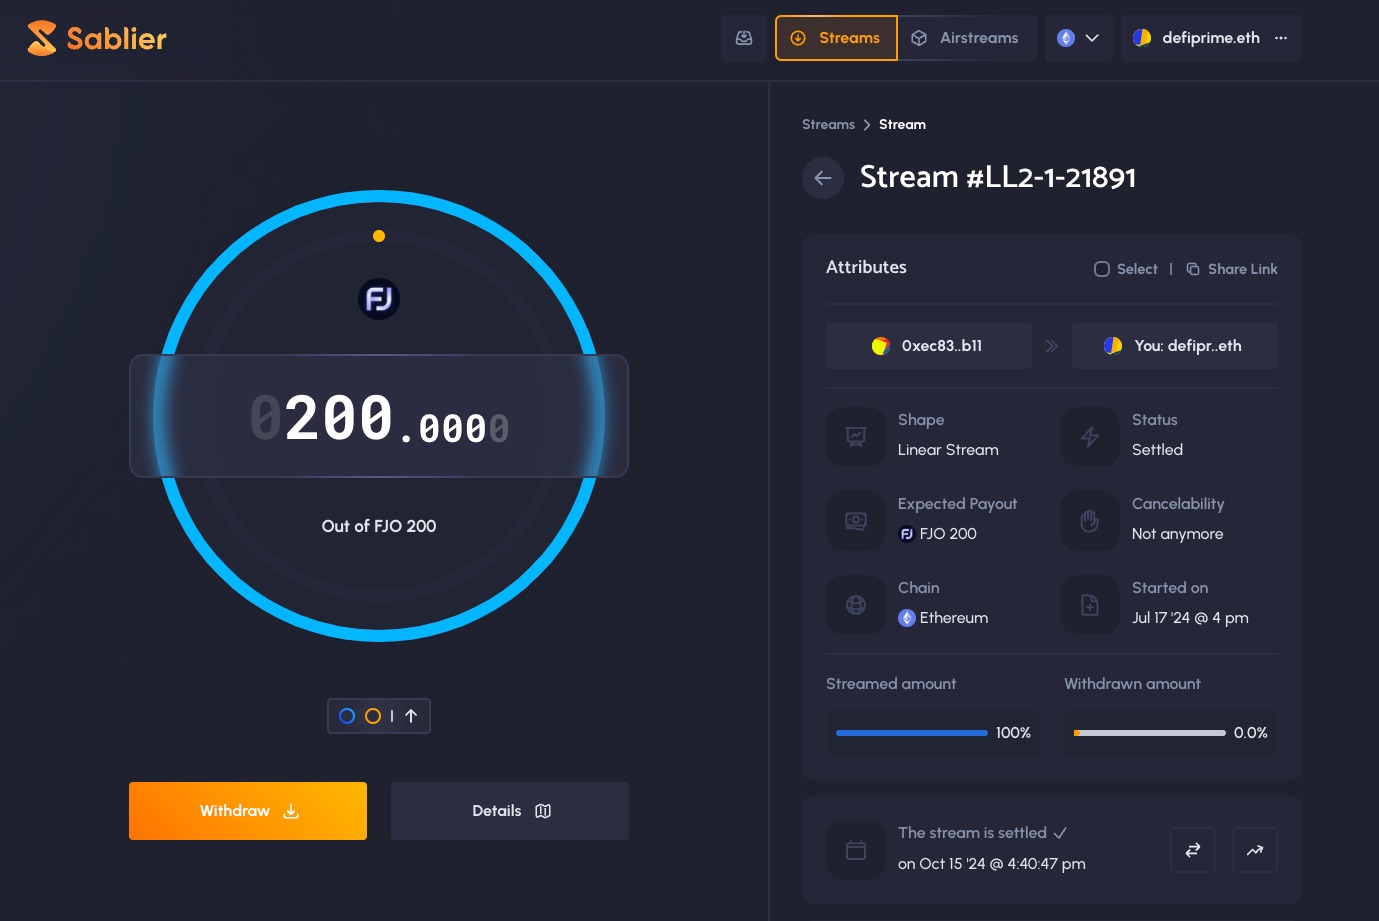 Sablier
Streams
Airstreams
defiprime.eth
Streams > Stream
Stream #LL2-1-21891
Attributes
Select | Share Link
0xec83..b11
You: defipr..eth
Shape
Linear Stream
Status
Settled
Expected Payout
FJ FJO 200
Cancelability
Not anymore
Chain
Ethereum
Started on
Jul 17 '24 @ 4 pm
Streamed amount
100%
Withdrawn amount
0.0%
The stream is settled
on Oct 15 '24 @ 4:40:47 pm
FJ
0200.0000
Out of FJO 200
Withdraw
Details